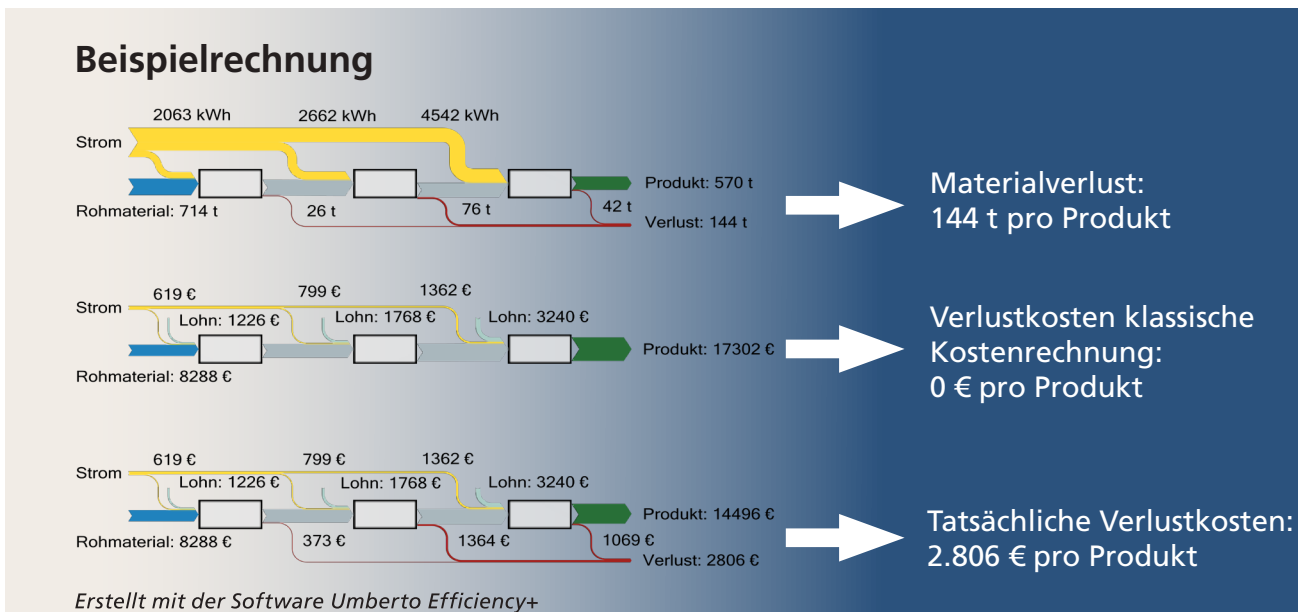 Beispielrechnung
2063 kWh 2662 kWh 4542 kWh
Strom
Produkt: 570 t
Rohmaterial: 714 t 26 t 76 t 42 t
Verlust: 144 t
Materialverlust:
144 t pro Produkt
619 € 799 € 1362 €
Strom
Lohn: 1226 € Lohn: 1768 € Lohn: 3240 €
Produkt: 17302 €
Rohmaterial: 8288 €
Verlustkosten klassische
Kostenrechnung:
0 € pro Produkt
619 € 799 € 1362 €
Strom
Lohn: 1226 € Lohn: 1768 € Lohn: 3240 €
Produkt: 14496 €
Rohmaterial: 8288 € 373 € 1364 € 1069 €
Verlust: 2806 €
Tatsächliche Verlustkosten:
2.806 € pro Produkt
Erstellt mit der Software Umberto Efficiency+